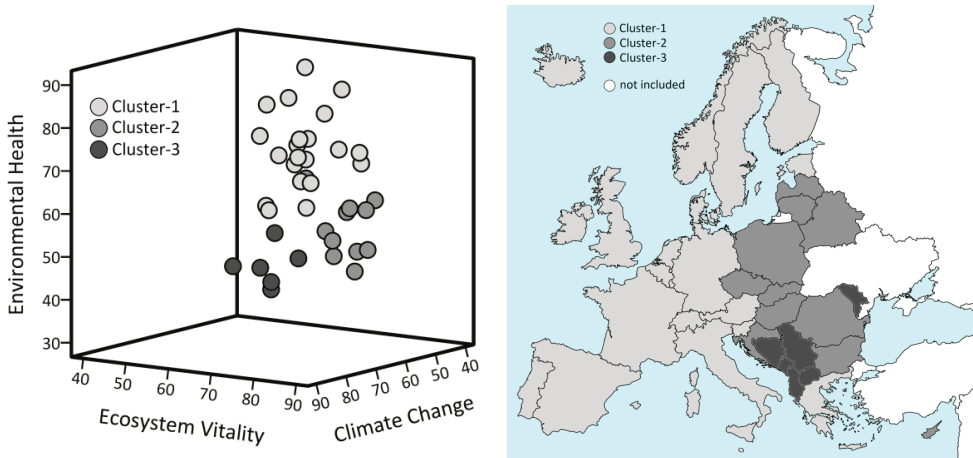 Environmental Health
90
80
70
60
50
40
30
Cluster-1
Cluster-2
Cluster-3
40
50
60
70
80
90
Ecosystem Vitality
90
80
70
60
50
40
Climate Change
Cluster-1
Cluster-2
Cluster-3
not included